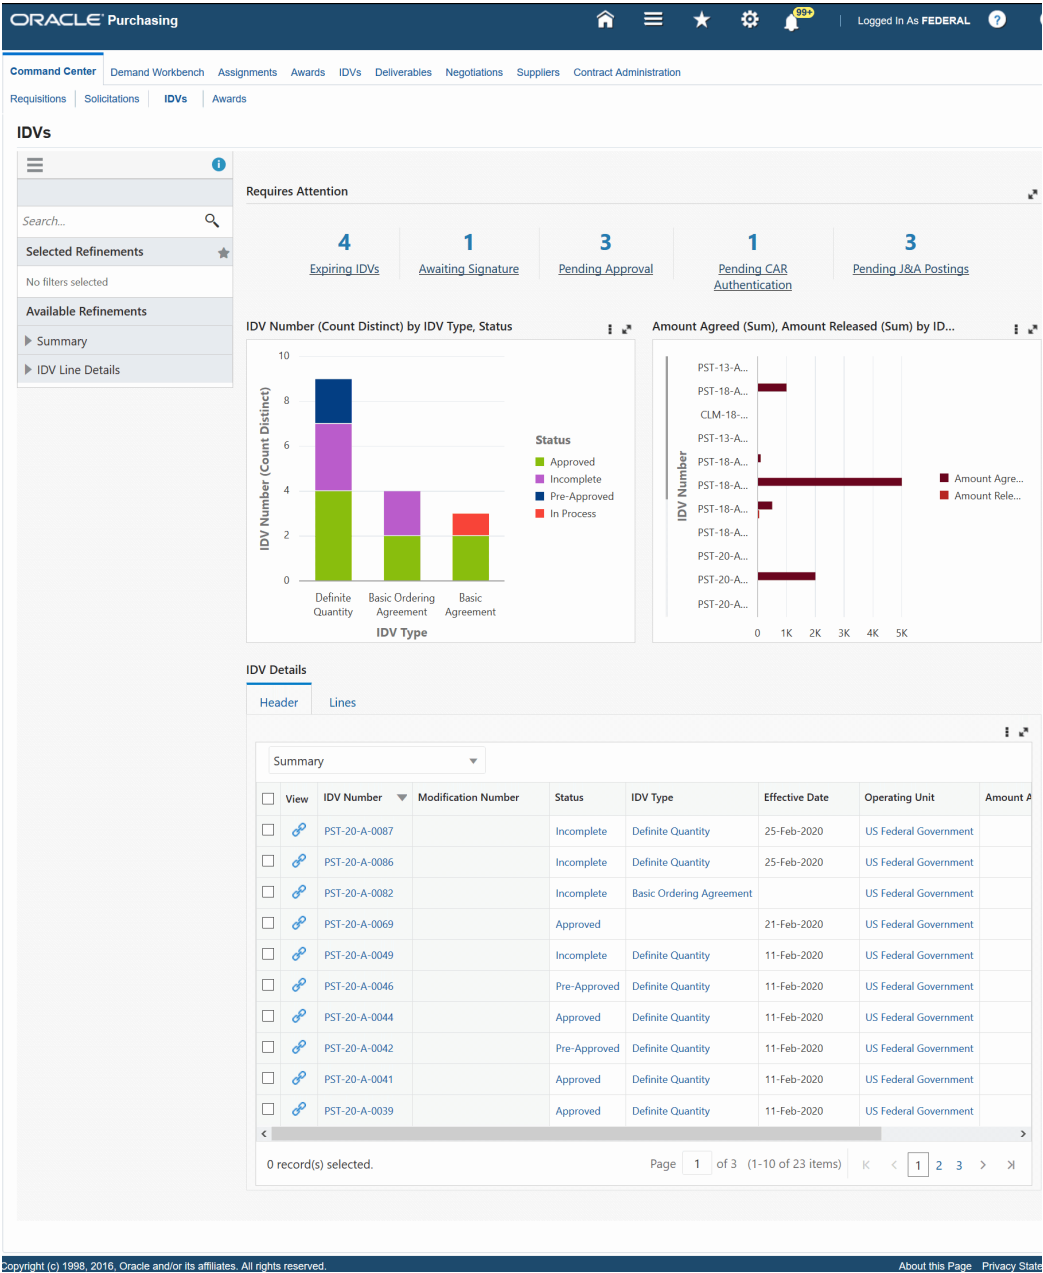 ORACLE Purchasing
99+
Logged In As FEDERAL
?
Command Center Demand Workbench Assignments Awards IDVs Deliverables Negotiations Suppliers Contract Administration
Requisitions Solicitations IDVs Awards
IDVs
i
Search...
Selected Refinements
No filters selected
Available Refinements
Summary
IDV Line Details
Requires Attention
4 1 3 1 3
Expiring IDVs Awaiting Signature Pending Approval Pending CAR Pending J&A Postings
Authentication
IDV Number (Count Distinct) by IDV Type, Status
10
8
6
4
2
0
IDV Number (Count Distinct)
Definite Basic Ordering Basic
Quantity Agreement Agreement
IDV Type
Status
Approved
Incomplete
Pre-Approved
In Process
Amount Agreed (Sum), Amount Released (Sum) by ID...
IDV Number
PST-13-A...
PST-18-A...
CLM-18-...
PST-13-A...
PST-18-A...
PST-18-A...
PST-18-A...
PST-18-A...
PST-20-A...
PST-20-A...
PST-20-A...
0 1K 2K 3K 4K 5K
Amount Agre...
Amount Rele...
IDV Details
Header Lines
Summary
View IDV Number Modification Number Status IDV Type Effective Date Operating Unit Amount A
PST-20-A-0087 Incomplete Definite Quantity 25-Feb-2020 US Federal Government
PST-20-A-0086 Incomplete Definite Quantity 25-Feb-2020 US Federal Government
PST-20-A-0082 Incomplete Basic Ordering Agreement US Federal Government
PST-20-A-0069 Approved 21-Feb-2020 US Federal Government
PST-20-A-0049 Incomplete Definite Quantity 11-Feb-2020 US Federal Government
PST-20-A-0046 Pre-Approved Definite Quantity 11-Feb-2020 US Federal Government
PST-20-A-0044 Approved Definite Quantity 11-Feb-2020 US Federal Government
PST-20-A-0042 Pre-Approved Definite Quantity 11-Feb-2020 US Federal Government
PST-20-A-0041 Approved Definite Quantity 11-Feb-2020 US Federal Government
PST-20-A-0039 Approved Definite Quantity 11-Feb-2020 US Federal Government
0 record(s) selected.
Page 1 of 3 (1-10 of 23 items) 1 2 3
Copyright (c) 1998, 2016, Oracle and/or its affiliates. All rights reserved.
About this Page Privacy State